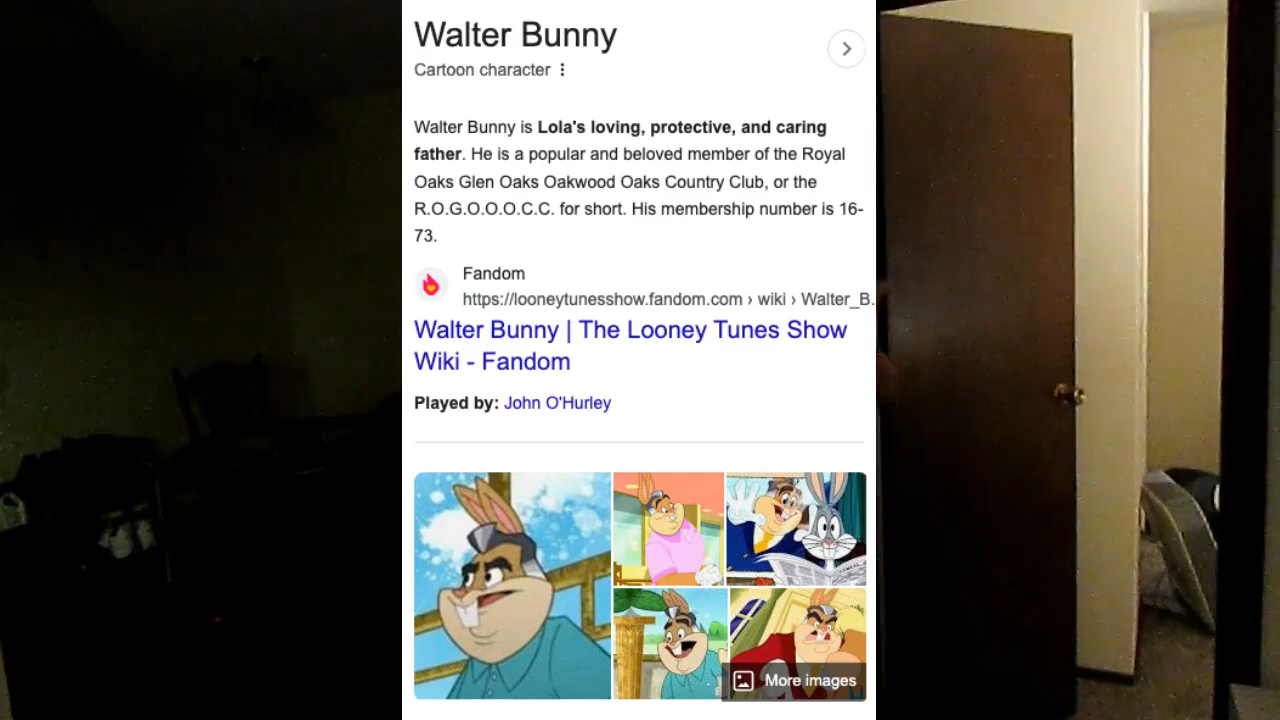 Walter Bunny
Cartoon character
Walter Bunny is Lola's loving, protective, and caring
father. He is a popular and beloved member of the Royal
Oaks Glen Oaks Oakwood Oaks Country Club, or the
R.O.G.O.O.O.C.C. for short. His membership number is 16-
73.
Fandom
https://looneytunesshow.fandom.com › wiki › Walter_B.
Walter Bunny | The Looney Tunes Show
Wiki - Fandom
Played by: John O'Hurley
More images